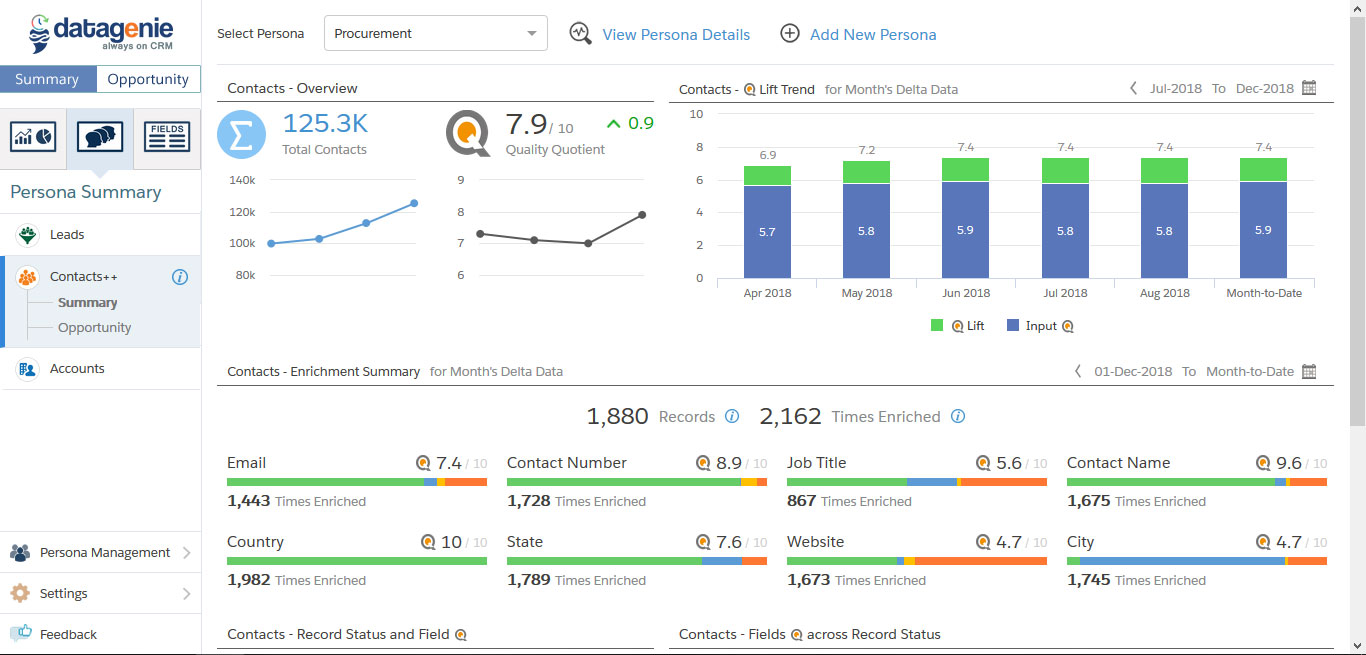 datagenie
always on CRM
Select Persona
Procurement
View Persona Details
Add New Persona
Summary
Opportunity
FIELDS
Persona Summary
Leads
Contacts++
Summary
Opportunity
Accounts
Persona Management
Settings
Feedback
Contacts - Overview
125.3K
Total Contacts
7.9 / 10
0.9
Quality Quotient
140k
120k
100k
80k
9
8
7
6
Contacts - Lift Trend for Month's Delta Data
Jul-2018 To Dec-2018
10
8
6
4
2
0
6.9
7.2
7.4
7.4
7.4
7.4
5.7
5.8
5.9
5.8
5.8
5.9
Apr 2018
May 2018
Jun 2018
Jul 2018
Aug 2018
Month-to-Date
Lift
Input
Contacts - Enrichment Summary for Month's Delta Data
01-Dec-2018 To Month-to-Date
1,880 Records
2,162 Times Enriched
Email 7.4 / 10
1,443 Times Enriched
Contact Number 8.9 / 10
1,728 Times Enriched
Job Title 5.6 / 10
867 Times Enriched
Contact Name 9.6 / 10
1,675 Times Enriched
Country 10 / 10
1,982 Times Enriched
State 7.6 / 10
1,789 Times Enriched
Website 4.7 / 10
1,673 Times Enriched
City 4.7 / 10
1,745 Times Enriched
Contacts - Record Status and Field
Contacts - Fields across Record Status